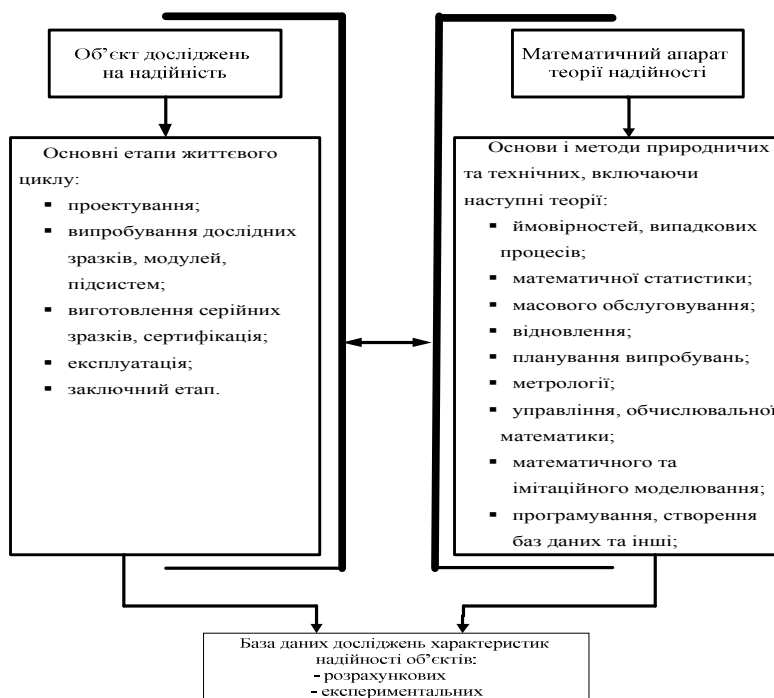 Об’єкт досліджень
на надійність
Математичний апарат
теорії надійності
Основні етапи життєвого
циклу:
▪ проектування;
▪ випробування дослідних
зразків, модулей,
підсистем;
▪ виготовлення серійних
зразків, сертифікація;
▪ експлуатація;
▪ заключний етап.
Основи і методи природничих
та технічних, включаючи
наступні теорії:
▪ ймовірностей, випадкових
процесів;
▪ математичної статистики;
▪ масового обслуговування;
▪ відновлення;
▪ планування випробувань;
▪ метрології;
▪ управління, обчислювальної
математики;
▪ математичного та
імітаційного моделювання;
▪ програмування, створення
баз даних та інші;
База даних досліджень характеристик
надійності об’єктів:
- розрахункових
- експериментальних